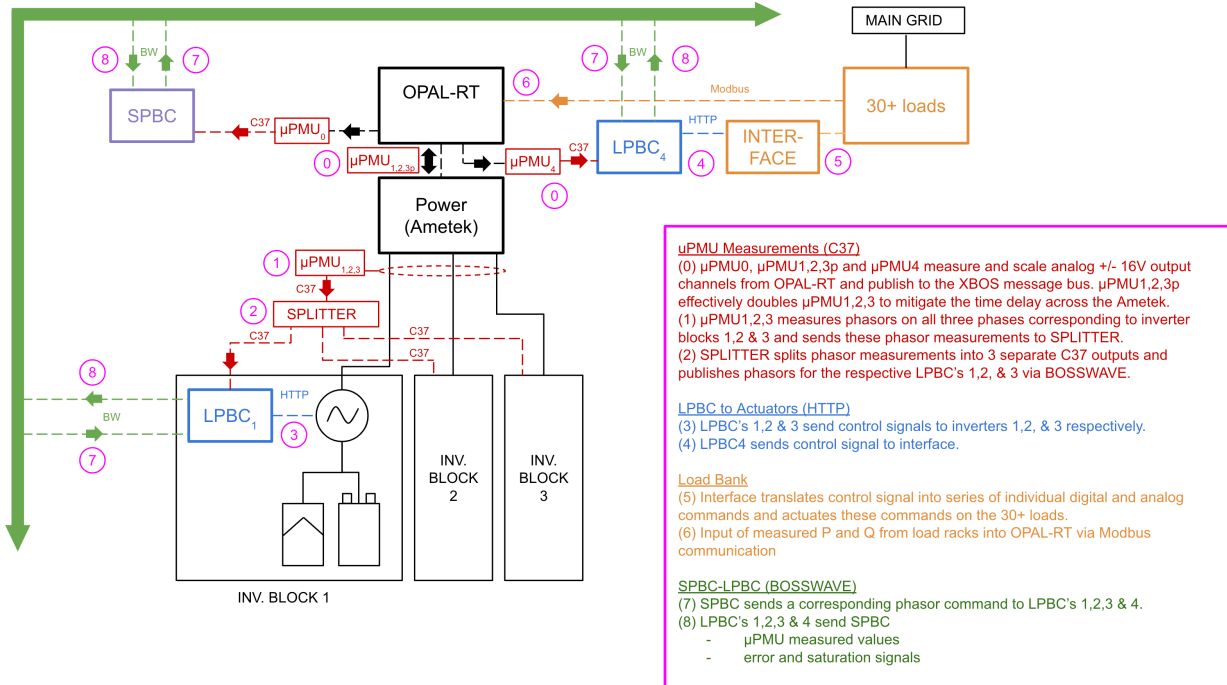 MAIN GRID
8
BW
7
7
BW
8
OPAL-RT
6
Modbus
30+ loads
SPBC
C37
μPMU0
0
μPMU1,2,3p
μPMU4
C37
0
LPBC4
HTTP
4
INTER-
FACE
5
Power
(Ametek)
1
μPMU1,2,3
C37
2
SPLITTER
C37
C37
C37
8
BW
7
LPBC1
HTTP
3
INV.
BLOCK
2
INV.
BLOCK
3
INV. BLOCK 1
uPMU Measurements (C37)
(0) μPMU0, μPMU1,2,3p and μPMU4 measure and scale analog +/- 16V output
channels from OPAL-RT and publish to the XBOS message bus. μPMU1,2,3p
effectively doubles μPMU1,2,3 to mitigate the time delay across the Ametek.
(1) μPMU1,2,3 measures phasors on all three phases corresponding to inverter
blocks 1,2 & 3 and sends these phasor measurements to SPLITTER.
(2) SPLITTER splits phasor measurements into 3 separate C37 outputs and
publishes phasors for the respective LPBC's 1,2, & 3 via BOSSWAVE.
LPBC to Actuators (HTTP)
(3) LPBC's 1,2 & 3 send control signals to inverters 1,2, & 3 respectively.
(4) LPBC4 sends control signal to interface.
Load Bank
(5) Interface translates control signal into series of individual digital and analog
commands and actuates these commands on the 30+ loads.
(6) Input of measured P and Q from load racks into OPAL-RT via Modbus
communication
SPBC-LPBC (BOSSWAVE)
(7) SPBC sends a corresponding phasor command to LPBC's 1,2,3 & 4.
(8) LPBC's 1,2,3 & 4 send SPBC
- μPMU measured values
- error and saturation signals